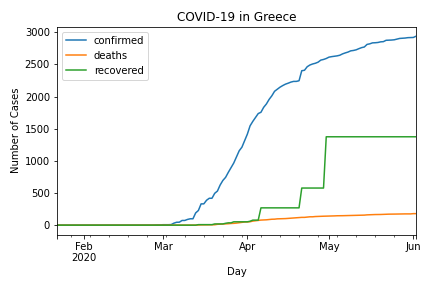 COVID-19 in Greece
confirmed
deaths
recovered
Number of Cases
3000
2500
2000
1500
1000
500
0
Feb
2020
Mar
Apr
May
Jun
Day